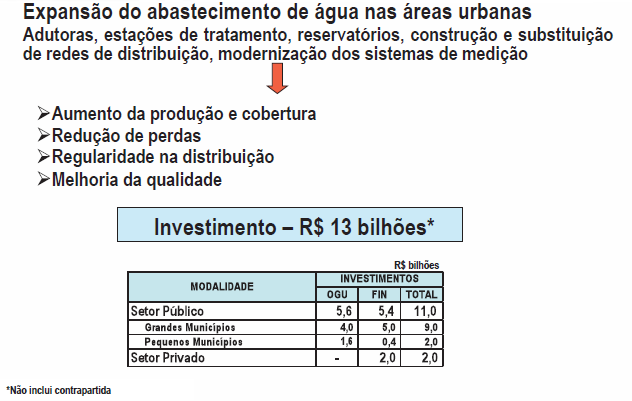 Expansão do abastecimento de água nas áreas urbanas
Adutoras, estações de tratamento, reservatórios, construção e substituição
de redes de distribuição, modernização dos sistemas de medição
➢Aumento da produção e cobertura
➢Redução de perdas
➢Regularidade na distribuição
➢Melhoria da qualidade
Investimento – R$ 13 bilhões*
R$ bilhões
MODALIDADE INVESTIMENTOS
OGU FIN TOTAL
Setor Público 5,6 5,4 11,0
Grandes Municípios 4,0 5,0 9,0
Pequenos Municípios 1,6 0,4 2,0
Setor Privado - 2,0 2,0
*Não inclui contrapartida